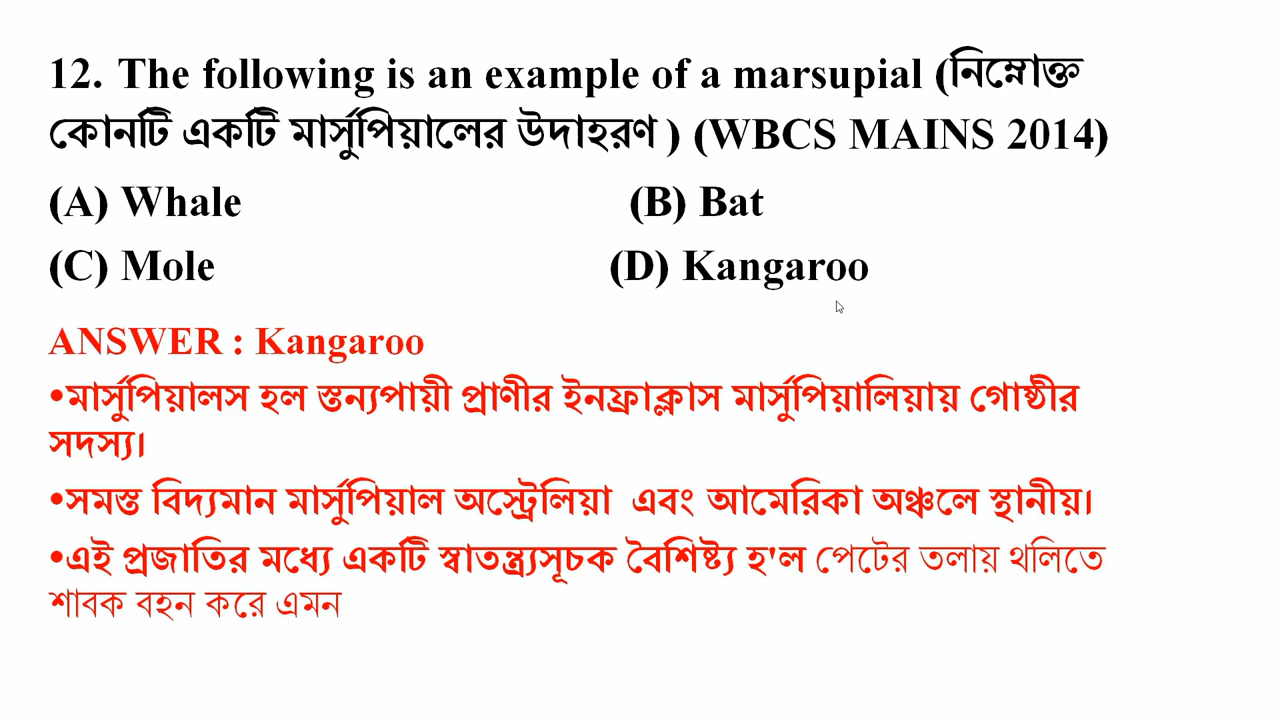 12. The following is an example of a marsupial (নিম্নোক্ত
কোনটি একটি মার্সুপিয়ালের উদাহরণ ) (WBCS MAINS 2014)
(A) Whale (B) Bat
(C) Mole (D) Kangaroo
ANSWER : Kangaroo
•মার্সুপিয়ালস হল স্তন্যপায়ী প্রাণীর ইনফ্রাক্লাস মার্সুপিয়ালিয়ায় গোষ্ঠীর
সদস্য।
•সমস্ত বিদ্যমান মার্সুপিয়াল অস্ট্রেলিয়া এবং আমেরিকা অঞ্চলে স্থানীয়।
•এই প্রজাতির মধ্যে একটি স্বাতন্ত্র্যসূচক বৈশিষ্ট্য হ'ল পেটের তলায় থলিতে
শাবক বহন করে এমন